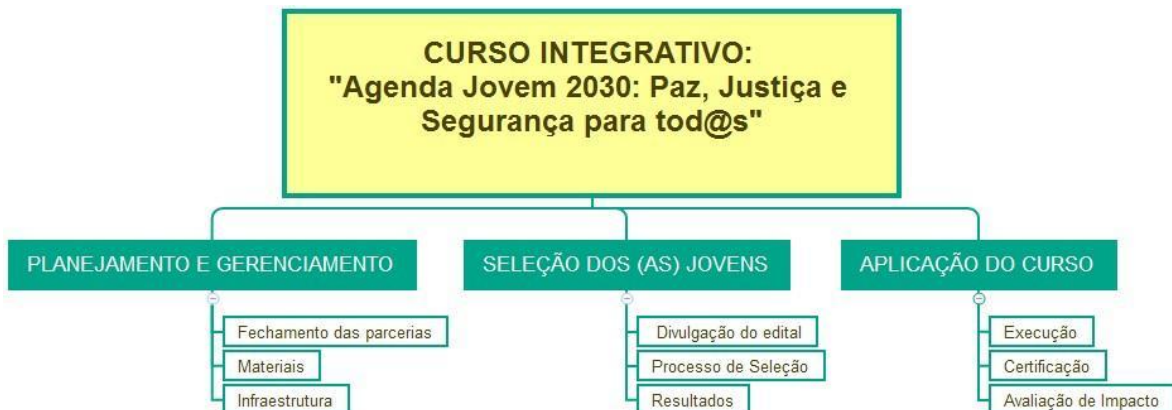 CURSO INTEGRATIVO:
"Agenda Jovem 2030: Paz, Justiça e
Segurança para tod@s"
PLANEJAMENTO E GERENCIAMENTO
Fechamento das parcerias
Materiais
Infraestrutura
SELEÇÃO DOS (AS) JOVENS
Divulgação do edital
Processo de Seleção
Resultados
APLICAÇÃO DO CURSO
Execução
Certificação
Avaliação de Impacto